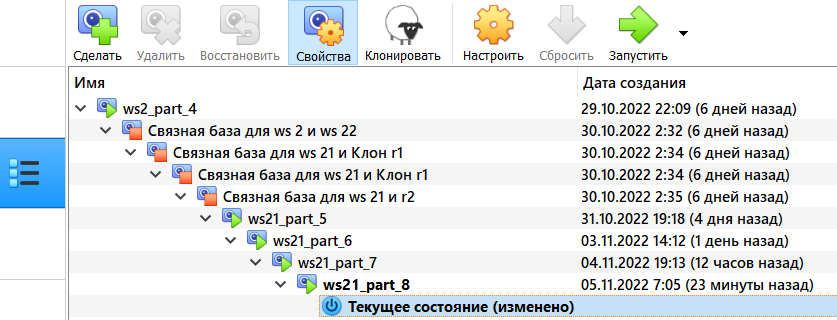 Сделать Удалить Восстановить Свойства Клонировать Настроить Сбросить Запустить
Имя Дата создания
ws2_part_4 29.10.2022 22:09 (6 дней назад)
Связная база для ws 2 и ws 22 30.10.2022 2:32 (6 дней назад)
Связная база для ws 21 и Клон r1 30.10.2022 2:34 (6 дней назад)
Связная база для ws 21 и Клон r1 30.10.2022 2:34 (6 дней назад)
Связная база для ws 21 и r2 30.10.2022 2:35 (6 дней назад)
ws21_part_5 31.10.2022 19:18 (4 дня назад)
ws21_part_6 03.11.2022 14:12 (1 день назад)
ws21_part_7 04.11.2022 19:13 (12 часов назад)
ws21_part_8 05.11.2022 7:05 (23 минуты назад)
Текущее состояние (изменено)